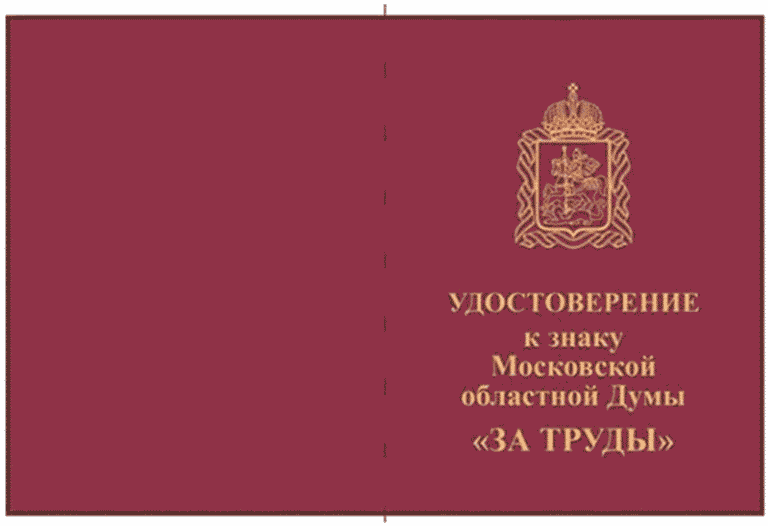 УДОСТОВЕРЕНИЕ
к знаку
Московской
областной Думы
«ЗА ТРУДЫ»